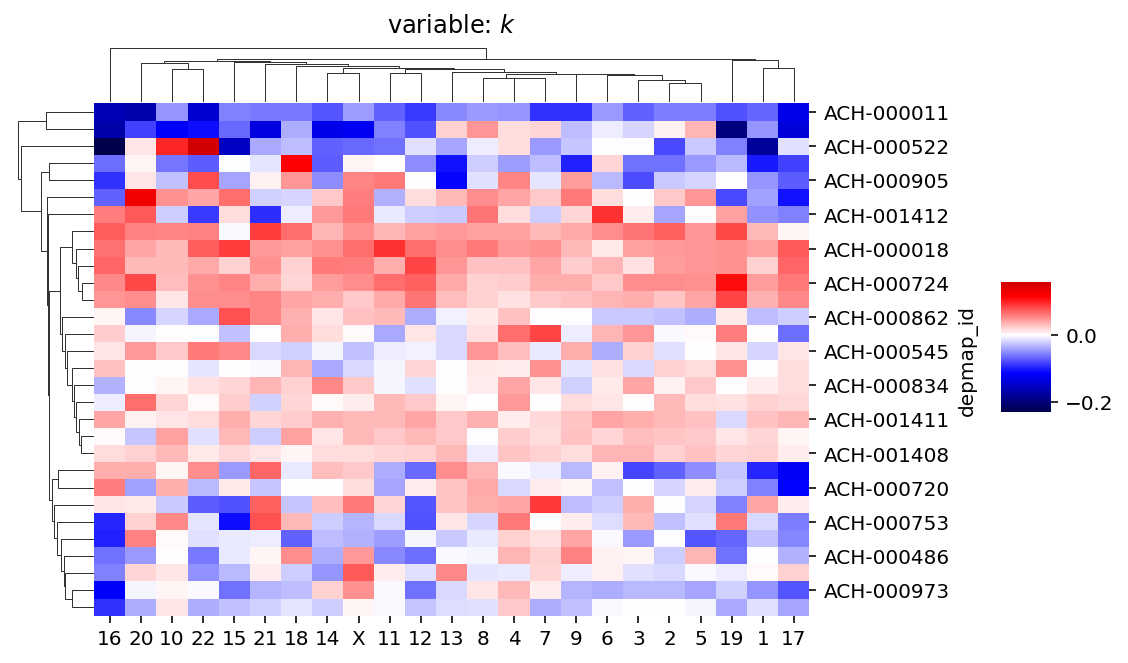 variable: k
ACH-000011
ACH-000522
ACH-000905
ACH-001412
ACH-000018
ACH-000724
ACH-000862
ACH-000545
ACH-000834
ACH-001411
ACH-001408
ACH-000720
ACH-000753
ACH-000486
ACH-000973
depmap_id
0.0
−0.2
16 20 10 22 15 21 18 14 X 11 12 13 8 4 7 9 6 3 2 5 19 1 17